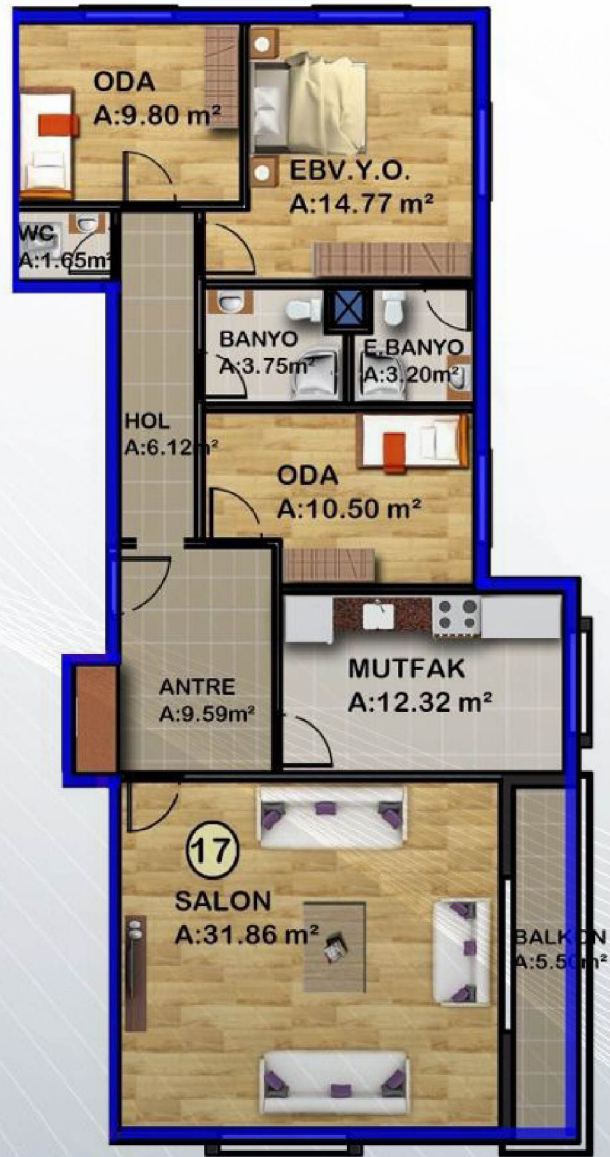 ODA
A:9.80 m²
EBV.Y.O.
A:14.77 m²
WC
A:1.65m²
BANYO
A:3.75m²
E.BANYO
A:3.20m²
HOL
A:6.12m²
ODA
A:10.50 m²
MUTFAK
A:12.32 m²
ANTRE
A:9.59m²
17
SALON
A:31.86 m²
BALKON
A:5.50m²